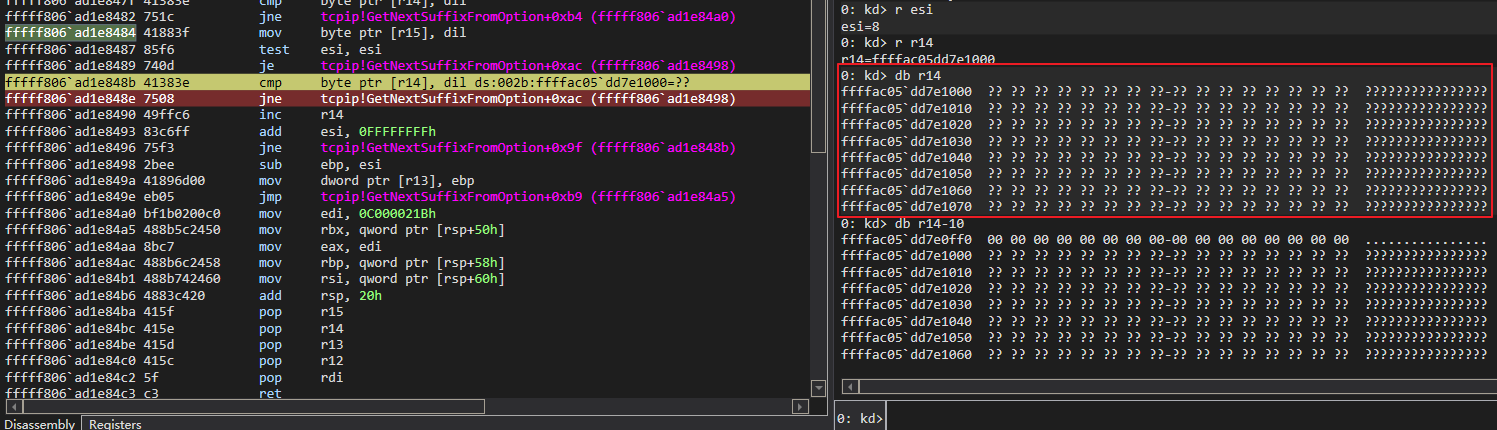 fffff806`ad1e847f 41383e cmp byte ptr [r14], dil
fffff806`ad1e8482 751c jne tcpip!GetNextSuffixFromOption+0xb4 (fffff806`ad1e84a0)
fffff806`ad1e8484 41883f mov byte ptr [r15], dil
fffff806`ad1e8487 85f6 test esi, esi
fffff806`ad1e8489 740d je tcpip!GetNextSuffixFromOption+0xac (fffff806`ad1e8498)
fffff806`ad1e848b 41383e cmp byte ptr [r14], dil ds:002b:ffffac05`dd7e1000=??
fffff806`ad1e848e 7508 jne tcpip!GetNextSuffixFromOption+0xac (fffff806`ad1e8498)
fffff806`ad1e8490 49ffc6 inc r14
fffff806`ad1e8493 83c6ff add esi, 0FFFFFFFFh
fffff806`ad1e8496 75f3 jne tcpip!GetNextSuffixFromOption+0x9f (fffff806`ad1e848b)
fffff806`ad1e8498 2bee sub ebp, esi
fffff806`ad1e849a 41896d00 mov dword ptr [r13], ebp
fffff806`ad1e849e eb05 jmp tcpip!GetNextSuffixFromOption+0xb9 (fffff806`ad1e84a5)
fffff806`ad1e84a0 bf1b0200c0 mov edi, 0C000021Bh
fffff806`ad1e84a5 488b5c2450 mov rbx, qword ptr [rsp+50h]
fffff806`ad1e84aa 8bc7 mov eax, edi
fffff806`ad1e84ac 488b6c2458 mov rbp, qword ptr [rsp+58h]
fffff806`ad1e84b1 488b742460 mov rsi, qword ptr [rsp+60h]
fffff806`ad1e84b6 4883c420 add rsp, 20h
fffff806`ad1e84ba 415f pop r15
fffff806`ad1e84bc 415e pop r14
fffff806`ad1e84be 415d pop r13
fffff806`ad1e84c0 415c pop r12
fffff806`ad1e84c2 5f pop rdi
fffff806`ad1e84c3 c3 ret
Disassembly Registers
0: kd> r esi
esi=8
0: kd> r r14
r14=ffffac05dd7e1000
0: kd> db r14
ffffac05`dd7e1000 ?? ?? ?? ?? ?? ?? ?? ??-?? ?? ?? ?? ?? ?? ?? ?? ????????????????
ffffac05`dd7e1010 ?? ?? ?? ?? ?? ?? ?? ??-?? ?? ?? ?? ?? ?? ?? ?? ????????????????
ffffac05`dd7e1020 ?? ?? ?? ?? ?? ?? ?? ??-?? ?? ?? ?? ?? ?? ?? ?? ????????????????
ffffac05`dd7e1030 ?? ?? ?? ?? ?? ?? ?? ??-?? ?? ?? ?? ?? ?? ?? ?? ????????????????
ffffac05`dd7e1040 ?? ?? ?? ?? ?? ?? ?? ??-?? ?? ?? ?? ?? ?? ?? ?? ????????????????
ffffac05`dd7e1050 ?? ?? ?? ?? ?? ?? ?? ??-?? ?? ?? ?? ?? ?? ?? ?? ????????????????
ffffac05`dd7e1060 ?? ?? ?? ?? ?? ?? ?? ??-?? ?? ?? ?? ?? ?? ?? ?? ????????????????
ffffac05`dd7e1070 ?? ?? ?? ?? ?? ?? ?? ??-?? ?? ?? ?? ?? ?? ?? ?? ????????????????
0: kd> db r14-10
ffffac05`dd7e0ff0 00 00 00 00 00 00 00 00-00 00 00 00 00 00 00 00 ................
ffffac05`dd7e1000 ?? ?? ?? ?? ?? ?? ?? ??-?? ?? ?? ?? ?? ?? ?? ?? ????????????????
ffffac05`dd7e1010 ?? ?? ?? ?? ?? ?? ?? ??-?? ?? ?? ?? ?? ?? ?? ?? ????????????????
ffffac05`dd7e1020 ?? ?? ?? ?? ?? ?? ?? ??-?? ?? ?? ?? ?? ?? ?? ?? ????????????????
ffffac05`dd7e1030 ?? ?? ?? ?? ?? ?? ?? ??-?? ?? ?? ?? ?? ?? ?? ?? ????????????????
ffffac05`dd7e1040 ?? ?? ?? ?? ?? ?? ?? ??-?? ?? ?? ?? ?? ?? ?? ?? ????????????????
ffffac05`dd7e1050 ?? ?? ?? ?? ?? ?? ?? ??-?? ?? ?? ?? ?? ?? ?? ?? ????????????????
ffffac05`dd7e1060 ?? ?? ?? ?? ?? ?? ?? ??-?? ?? ?? ?? ?? ?? ?? ?? ????????????????
0: kd>